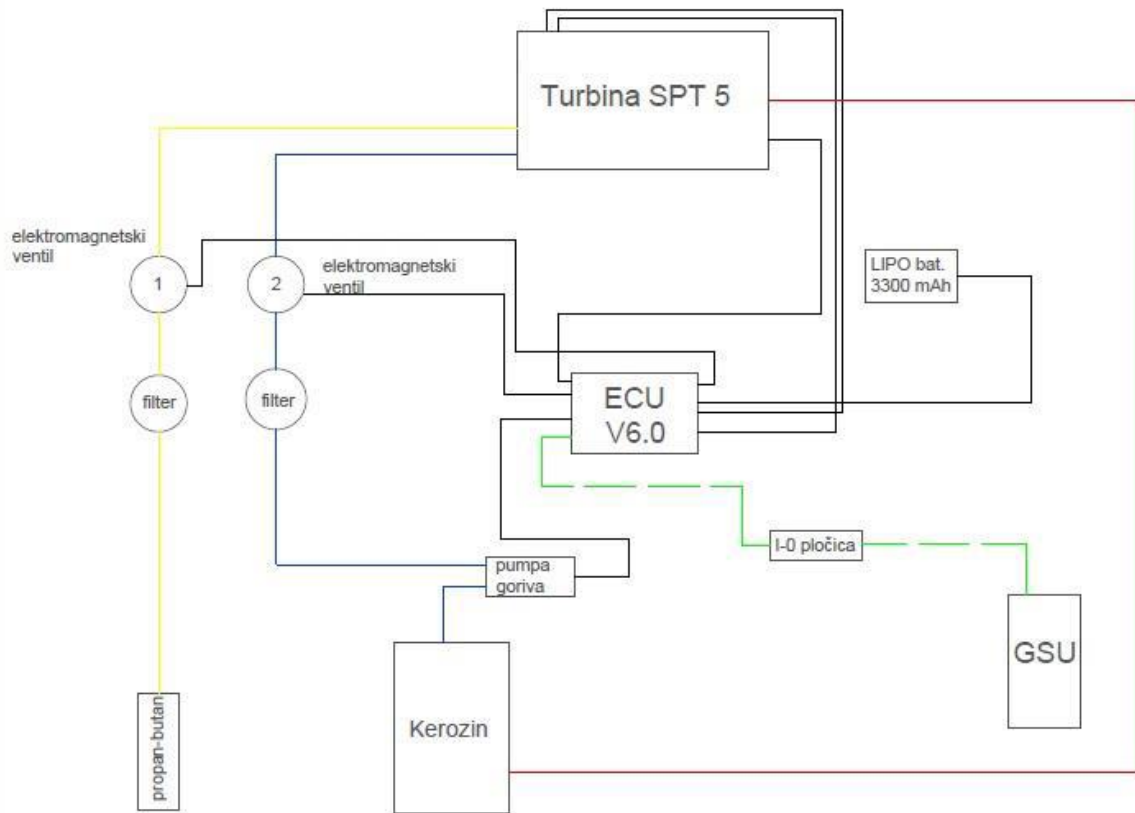 Turbina SPT 5
elektromagnetski
ventil
1
2
elektromagnetski
ventil
LIPO bat.
3300 mAh
filter
filter
ECU
V6.0
I-0 pločica
pumpa
goriva
GSU
propan-butan
Kerozin